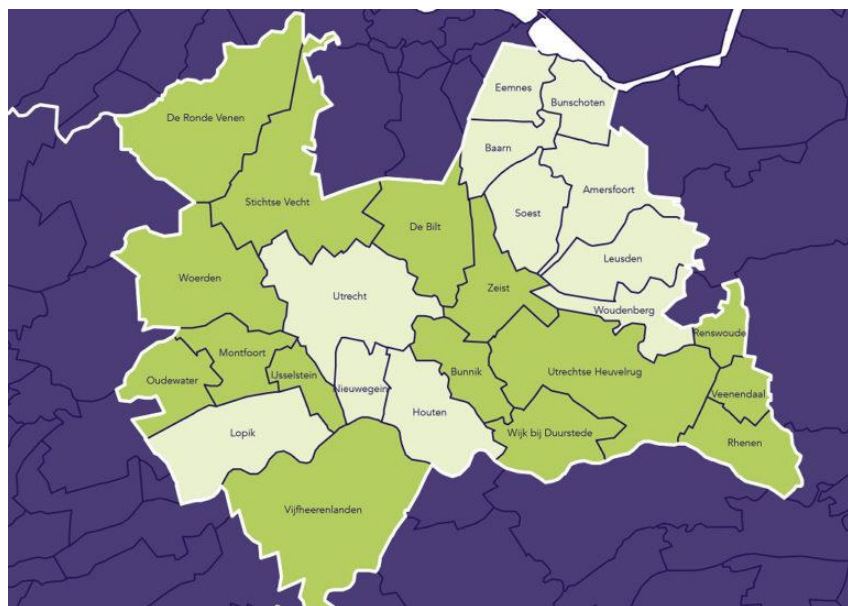 Eemnes
Bunschoten
De Ronde Venen
Baarn
Amersfoort
Stichtse Vecht
Soest
De Bilt
Leusden
Woerden
Zeist
Utrecht
Woudenberg
Renswoude
Montfoort
Utrechtse Heuvelrug
Bunnik
IJsselstein
Oudewater
Nieuwegein
Veenendaal
Houten
Lopik
Wijk bij Duurstede
Rhenen
Vijfheerenlanden